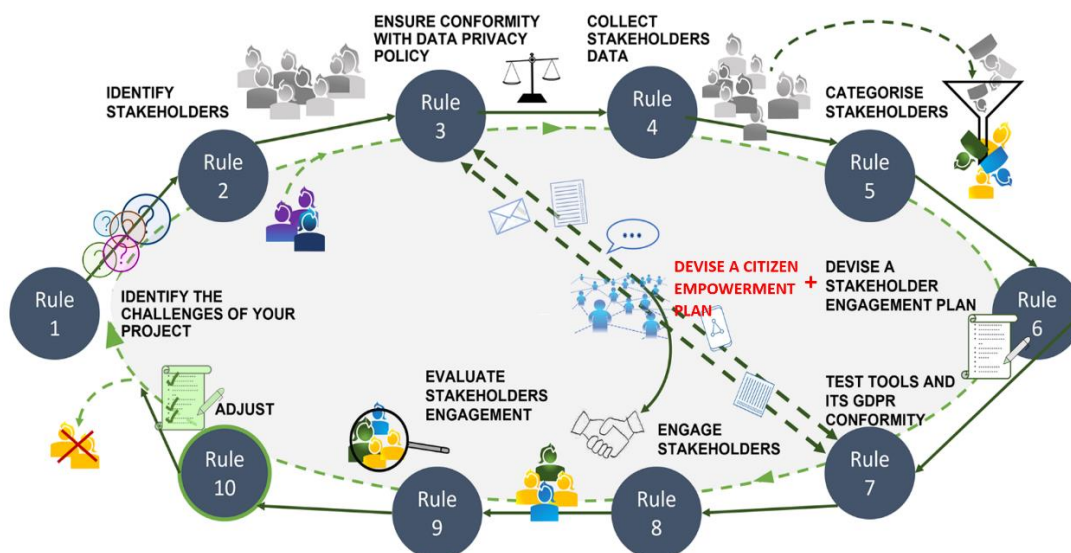 ENSURE CONFORMITY
WITH DATA PRIVACY
POLICY
COLLECT
STAKEHOLDERS
DATA
IDENTIFY
STAKEHOLDERS
CATEGORISE
STAKEHOLDERS
Rule
3
Rule
4
Rule
2
Rule
5
?
?
?
?
?
DEVISE A CITIZEN
EMPOWERMENT
PLAN
+
DEVISE A
STAKEHOLDER
ENGAGEMENT PLAN
Rule
1
IDENTIFY THE
CHALLENGES OF YOUR
PROJECT
Rule
6
EVALUATE
STAKEHOLDERS
ENGAGEMENT
TEST TOOLS AND
ITS GDPR
CONFORMITY
ADJUST
ENGAGE
STAKEHOLDERS
Rule
10
Rule
9
Rule
8
Rule
7